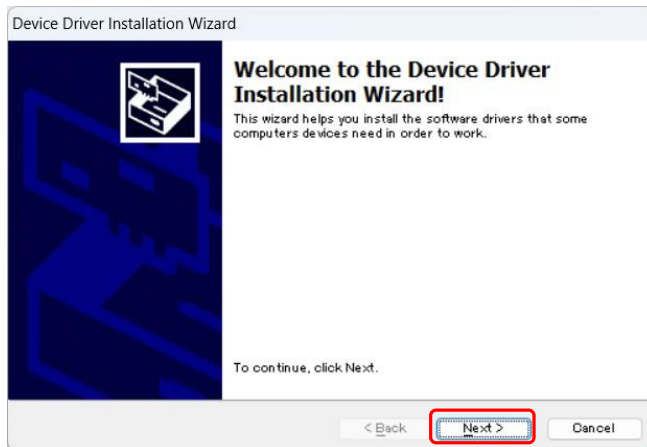 Device Driver Installation Wizard
Welcome to the Device Driver
Installation Wizard!
This wizard helps you install the software drivers that some
computers devices need in order to work.
To continue, click Next.
< Back
Next >
Cancel